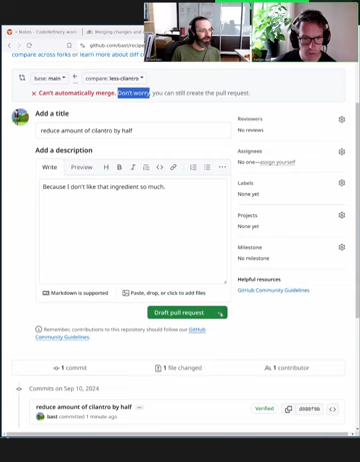 Notes · CodeRefinery work
Merging changes and
github.com/bast/recipe
compare across forks or learn more about diff comparisons.
base: main
compare: less-cilantro
Can't automatically merge. Don't worry, you can still create the pull request.
Add a title
reduce amount of cilantro by half
Add a description
Write
Preview
H B I
Because I don't like that ingredient so much.
Markdown is supported
Paste, drop, or click to add files
Draft pull request
Remember, contributions to this repository should follow our GitHub
Community Guidelines.
Reviewers
No reviews
Assignees
No one—assign yourself
Labels
None yet
Projects
None yet
Milestone
No milestone
Helpful resources
GitHub Community Guidelines
1 commit
1 file changed
1 contributor
Commits on Sep 10, 2024
reduce amount of cilantro by half
bast committed 1 minute ago
Verified